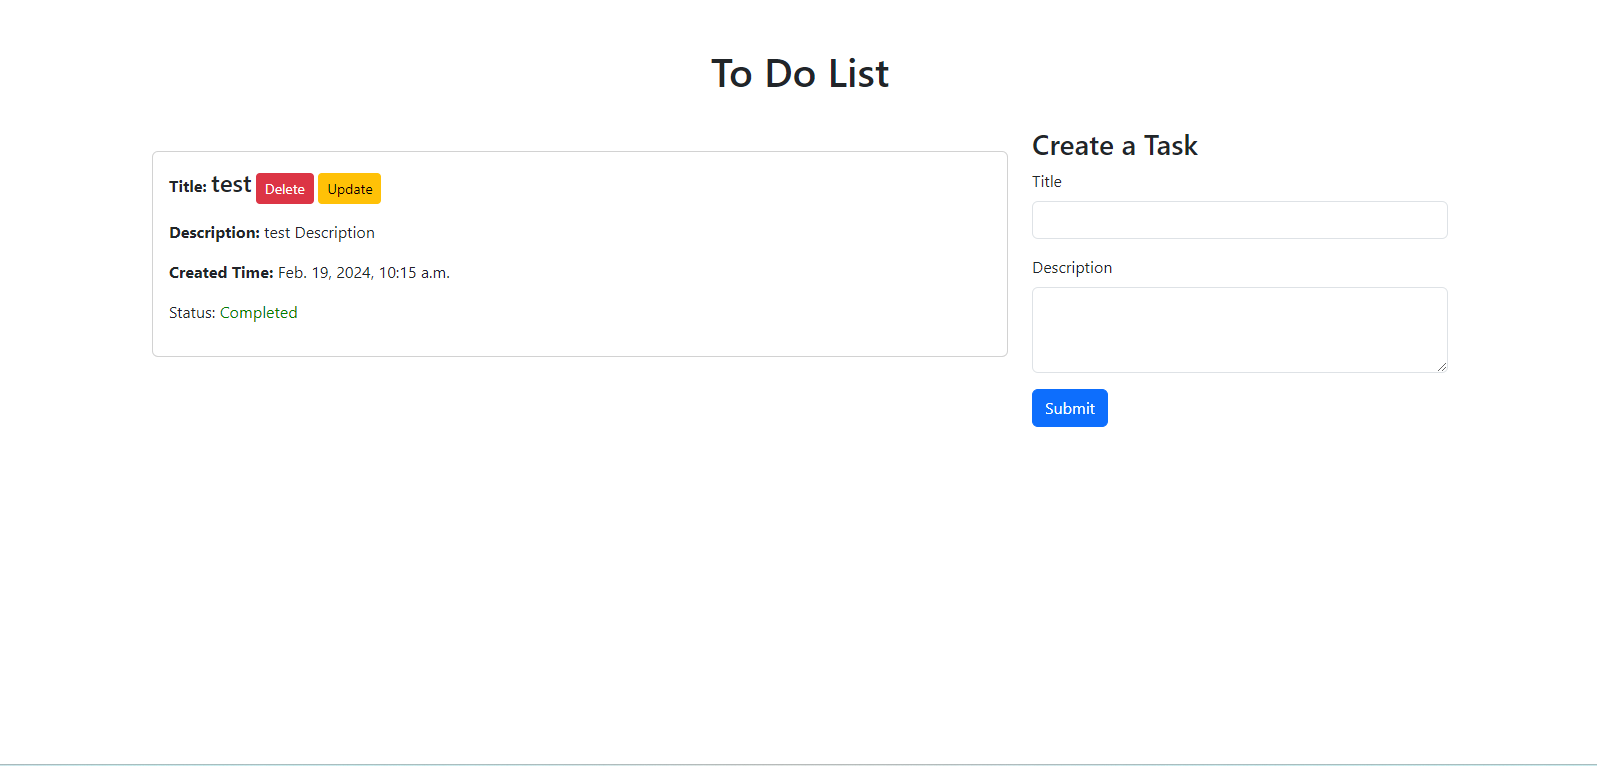 To Do List
Title: test Delete Update
Description: test Description
Created Time: Feb. 19, 2024, 10:15 a.m.
Status: Completed
Create a Task
Title
Description
Submit